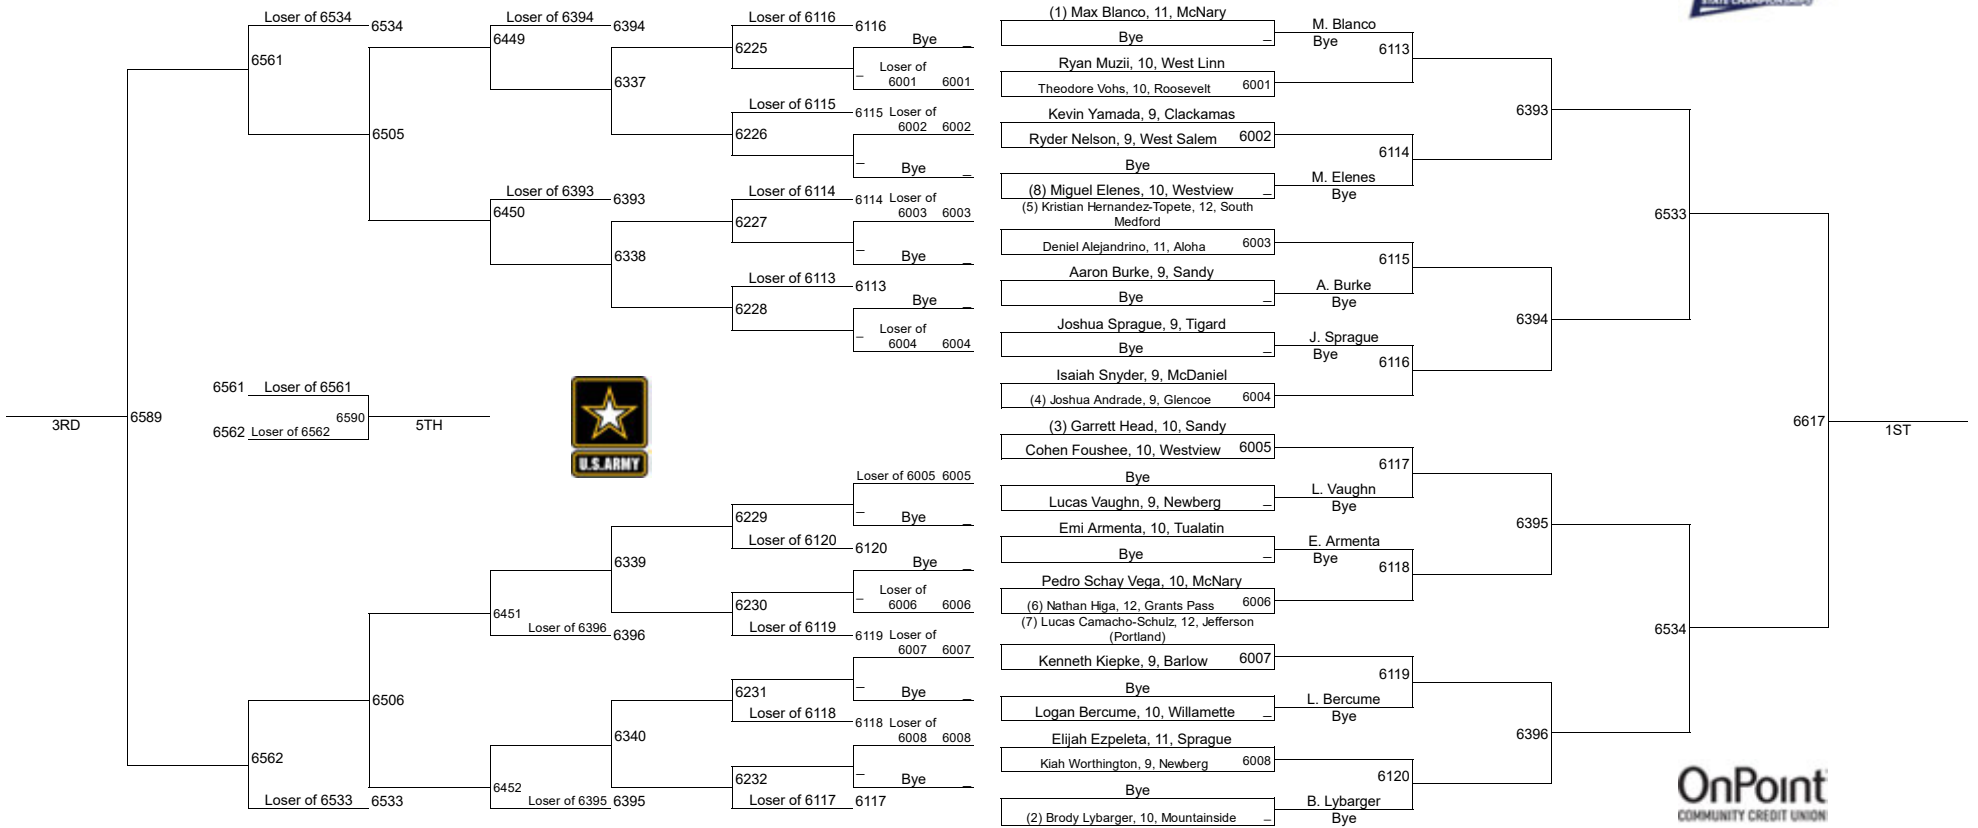 STATE CHAMPIONSHIPS
Loser of 6534
6534
6561
Loser of 6394
6394
6449
Loser of 6116
6116
6225
Bye _
_ Loser of
6001 6001
6337
Loser of 6115
6115 Loser of
6002 6002
6226
_ Bye _
6505
Loser of 6393
6393
6450
Loser of 6114
6114 Loser of
6003 6003
6227
_ Bye _
6338
Loser of 6113
6113
Bye _
6228
_ Loser of
6004 6004
6561 Loser of 6561
6590
6562 Loser of 6562
5TH
3RD
6589
U.S.ARMY
Loser of 6005 6005
6229
_ Bye _
Loser of 6120
6120
Bye _
6339
_ Loser of
6006 6006
6230
Loser of 6119
6119 Loser of
6007 6007
6451
Loser of 6396 6396
6231
_ Bye _
Loser of 6118
6118 Loser of
6008 6008
6506
6340
6232
_ Bye _
Loser of 6117
6117
6562
Loser of 6533 6533
6452
Loser of 6395 6395
(1) Max Blanco, 11, McNary
Bye _
M. Blanco
Bye
6113
Ryan Muzii, 10, West Linn
Theodore Vohs, 10, Roosevelt 6001
Kevin Yamada, 9, Clackamas
Ryder Nelson, 9, West Salem 6002
6114
Bye
(8) Miguel Elenes, 10, Westview _
M. Elenes
Bye
6393
(5) Kristian Hernandez-Topete, 12, South
Medford
Deniel Alejandrino, 11, Aloha 6003
6115
Aaron Burke, 9, Sandy
Bye _
A. Burke
Bye
6533
Joshua Sprague, 9, Tigard
Bye _
J. Sprague
Bye
6116
6394
Isaiah Snyder, 9, McDaniel
(4) Joshua Andrade, 9, Glencoe 6004
(3) Garrett Head, 10, Sandy
Cohen Foushee, 10, Westview 6005
6117
6617
1ST
Bye
Lucas Vaughn, 9, Newberg _
L. Vaughn
Bye
Emi Armenta, 10, Tualatin
Bye _
E. Armenta
Bye
6118
6395
Pedro Schay Vega, 10, McNary
(6) Nathan Higa, 12, Grants Pass 6006
(7) Lucas Camacho-Schulz, 12, Jefferson
(Portland)
Kenneth Kiepke, 9, Barlow 6007
6119
6534
Bye
Logan Bercume, 10, Willamette _
L. Bercume
Bye
Elijah Ezpeleta, 11, Sprague
Kiah Worthington, 9, Newberg 6008
6120
6396
Bye
(2) Brody Lybarger, 10, Mountainside _
B. Lybarger
Bye
OnPoint
COMMUNITY CREDIT UNION